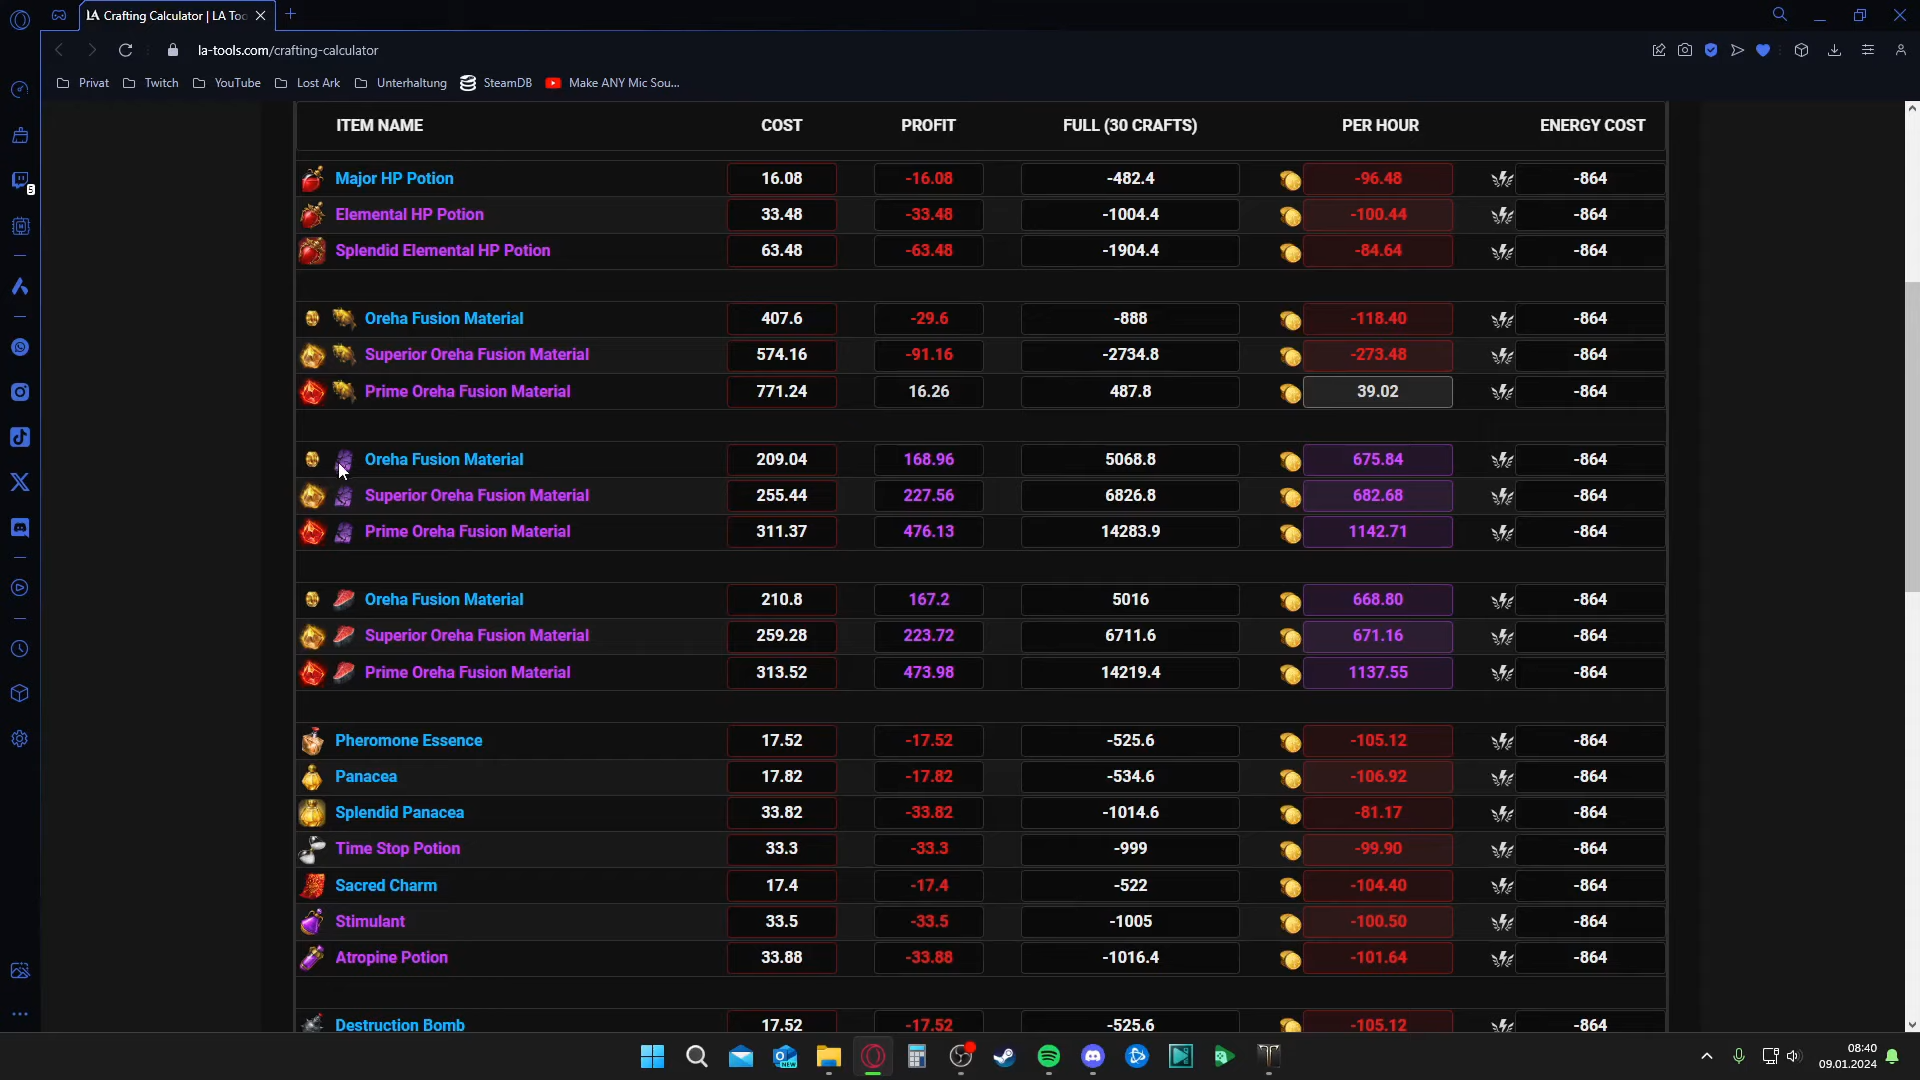 LA Crafting Calculator | LA Too
la-tools.com/crafting-calculator
Privat
Twitch
YouTube
Lost Ark
Unterhaltung
SteamDB
Make ANY Mic Sou...
5
ITEM NAME COST PROFIT FULL (30 CRAFTS) PER HOUR ENERGY COST
Major HP Potion 16.08 -16.08 -482.4 -96.48 -864
Elemental HP Potion 33.48 -33.48 -1004.4 -100.44 -864
Splendid Elemental HP Potion 63.48 -63.48 -1904.4 -84.64 -864
Oreha Fusion Material 407.6 -29.6 -888 -118.40 -864
Superior Oreha Fusion Material 574.16 -91.16 -2734.8 -273.48 -864
Prime Oreha Fusion Material 771.24 16.26 487.8 39.02 -864
Oreha Fusion Material 209.04 168.96 5068.8 675.84 -864
Superior Oreha Fusion Material 255.44 227.56 6826.8 682.68 -864
Prime Oreha Fusion Material 311.37 476.13 14283.9 1142.71 -864
Oreha Fusion Material 210.8 167.2 5016 668.80 -864
Superior Oreha Fusion Material 259.28 223.72 6711.6 671.16 -864
Prime Oreha Fusion Material 313.52 473.98 14219.4 1137.55 -864
Pheromone Essence 17.52 -17.52 -525.6 -105.12 -864
Panacea 17.82 -17.82 -534.6 -106.92 -864
Splendid Panacea 33.82 -33.82 -1014.6 -81.17 -864
Time Stop Potion 33.3 -33.3 -999 -99.90 -864
Sacred Charm 17.4 -17.4 -522 -104.40 -864
Stimulant 33.5 -33.5 -1005 -100.50 -864
Atropine Potion 33.88 -33.88 -1016.4 -101.64 -864
Destruction Bomb 17.52 -17.52 -525.6 -105.12 -864
NEW
08:40
09.01.2024